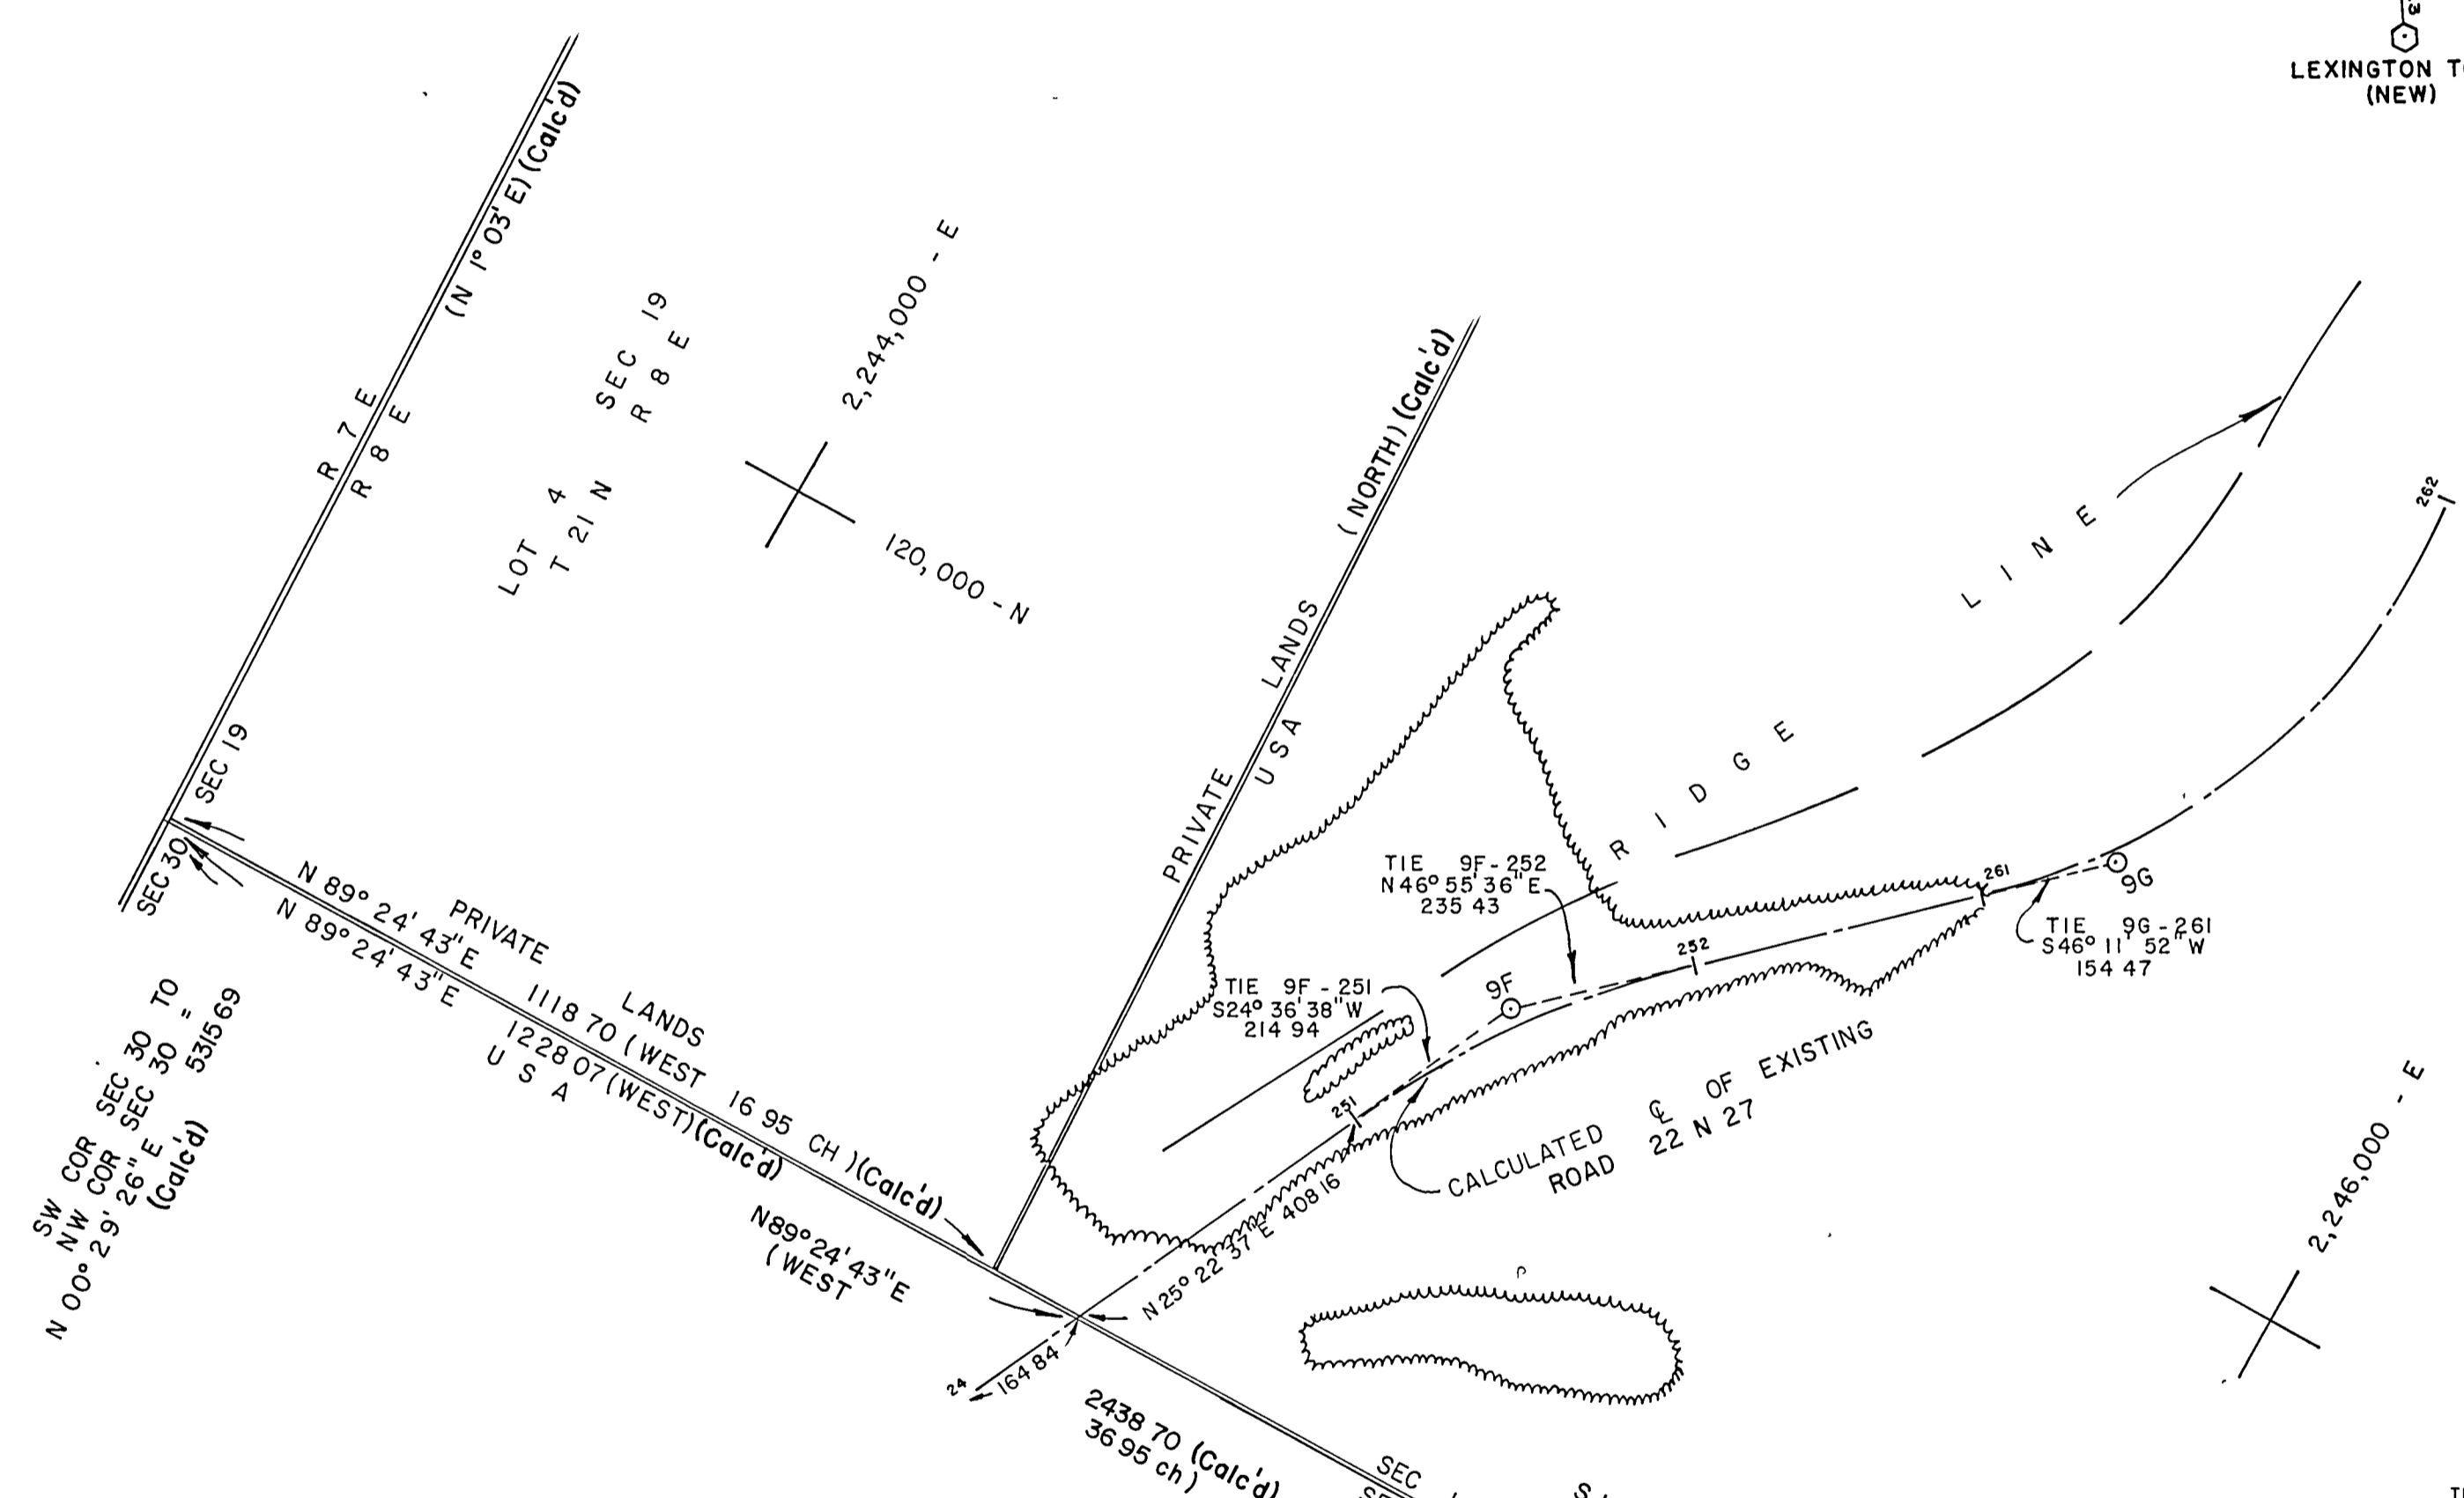 LEXINGTON
(NEW)
(N 1° 03' E) (Calc'd)
R 7 E
R 8 E
LOT 4 SEC 19
T 21 N R 8 E
2,244,000 - E
120,000 - N
(NORTH) (Calc'd)
PRIVATE LANDS
U S A
RIDGE LINE
262
SEC 19
SEC 30
N 89° 24' 43" E 1118 70 (WEST 16 95 CH) (Calc'd)
N 89° 24' 43" E 1228 07 (WEST) (Calc'd)
PRIVATE LANDS
U S A
TIE 9F-252
N46° 55' 36" E
235 43
261
9G
TIE 9G-261
S46° 11' 52" W
154 47
252
9F
TIE 9F-251
S24° 36' 38" W
214 94
251
CALCULATED ℄ OF EXISTING
ROAD 22 N 27
SW COR SEC 30 TO
NW COR SEC 30 "
N 00° 29' 26" E 5315 69
(Calc'd)
N89° 24' 43" E
(WEST
N25° 22' 37" E 408 16
24
164 84
2438 70 (Calc'd)
36 95 ch)
SEC
2,246,000 - E